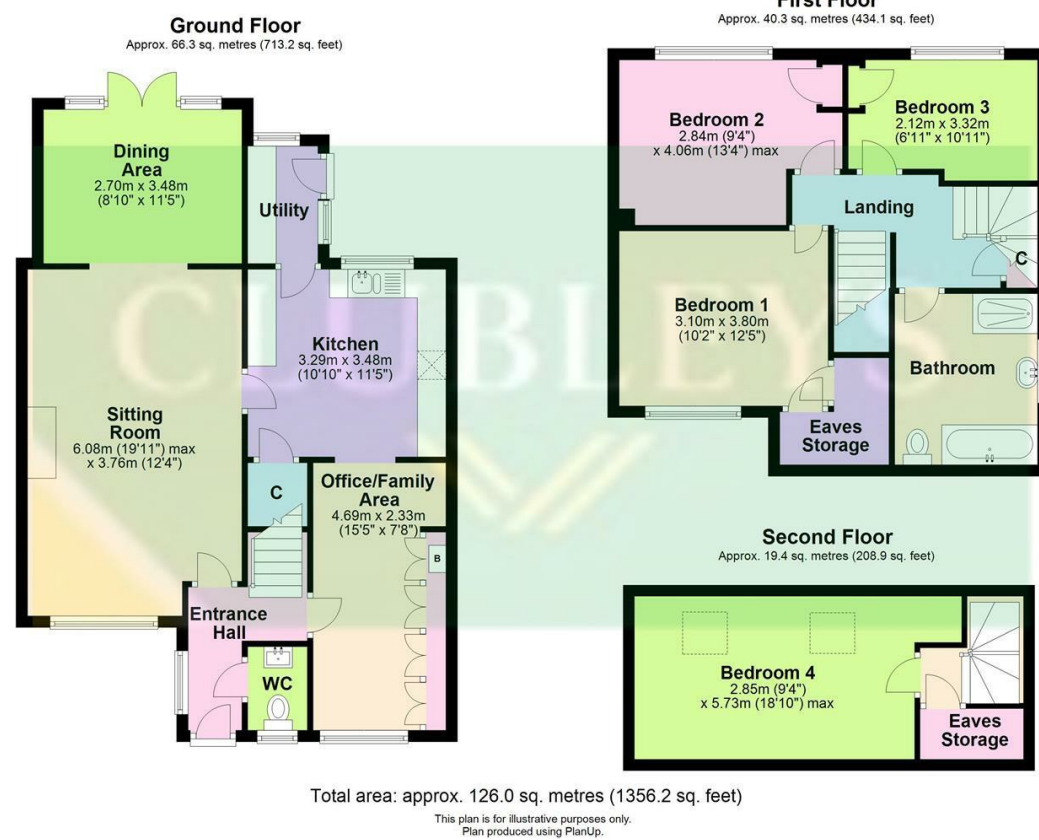 Ground Floor
Approx. 66.3 sq. metres (713.2 sq. feet)
Dining
Area
2.70m x 3.48m
(8'10" x 11'5")
Utility
Kitchen
3.29m x 3.48m
(10'10" x 11'5")
Sitting
Room
6.08m (19'11") max
x 3.76m (12'4")
C
Office/Family
Area
4.69m x 2.33m
(15'5" x 7'8")
B
Entrance
Hall
WC
First Floor
Approx. 40.3 sq. metres (434.1 sq. feet)
Bedroom 2
2.84m (9'4")
x 4.06m (13'4") max
Bedroom 3
2.12m x 3.32m
(6'11" x 10'11")
Landing
C
Bedroom 1
3.10m x 3.80m
(10'2" x 12'5")
Bathroom
Eaves
Storage
Second Floor
Approx. 19.4 sq. metres (208.9 sq. feet)
Bedroom 4
2.85m (9'4")
x 5.73m (18'10") max
Eaves
Storage
CLUBLEYS
Total area: approx. 126.0 sq. metres (1356.2 sq. feet)
This plan is for illustrative purposes only.
Plan produced using PlanUp.